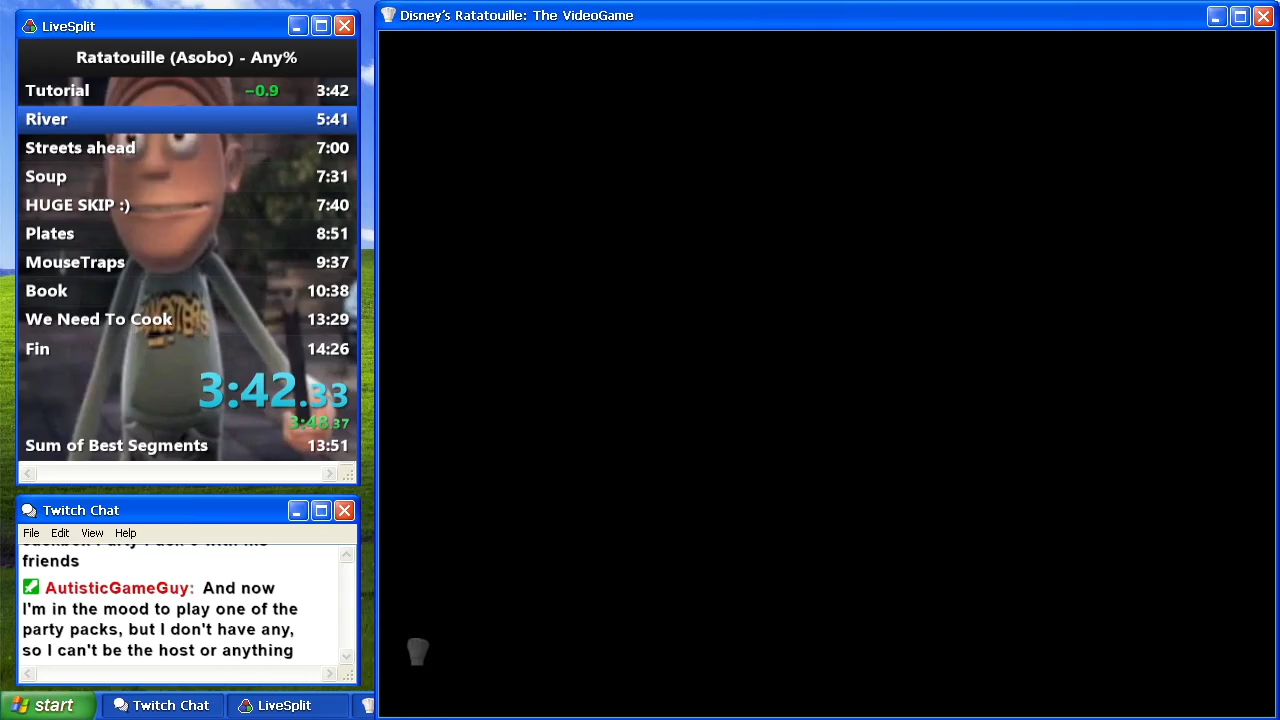 LiveSplit
Ratatouille (Asobo) - Any%
Tutorial −0.9 3:42
River 5:41
Streets ahead 7:00
Soup 7:31
HUGE SKIP :) 7:40
Plates 8:51
MouseTraps 9:37
Book 10:38
We Need To Cook 13:29
Fin 14:26
3:42.33
3:48.37
Sum of Best Segments 13:51
Twitch Chat
File Edit View Help
friends
AutisticGameGuy: And now
I'm in the mood to play one of the
party packs, but I don't have any,
so I can't be the host or anything
start Twitch Chat LiveSplit
Disney's Ratatouille: The VideoGame